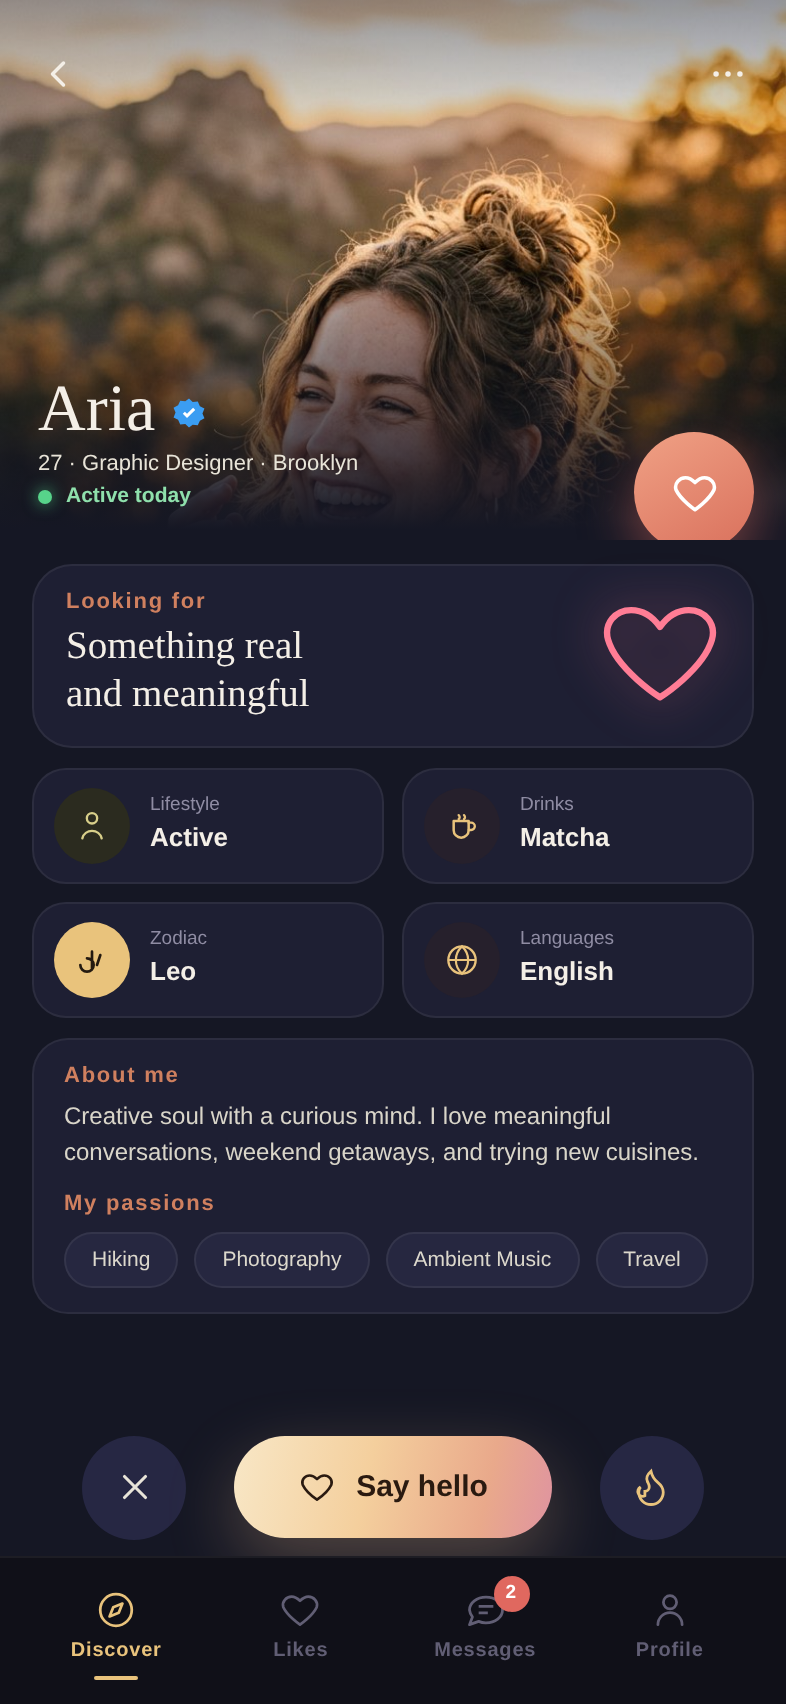 Aria
27 · Graphic Designer · Brooklyn
Active today
Looking for
Something real
and meaningful
Lifestyle
Active
Drinks
Matcha
Zodiac
Leo
Languages
English
About me
Creative soul with a curious mind. I love meaningful
conversations, weekend getaways, and trying new cuisines.
My passions
Hiking
Photography
Ambient Music
Travel
Say hello
2
Discover
Likes
Messages
Profile